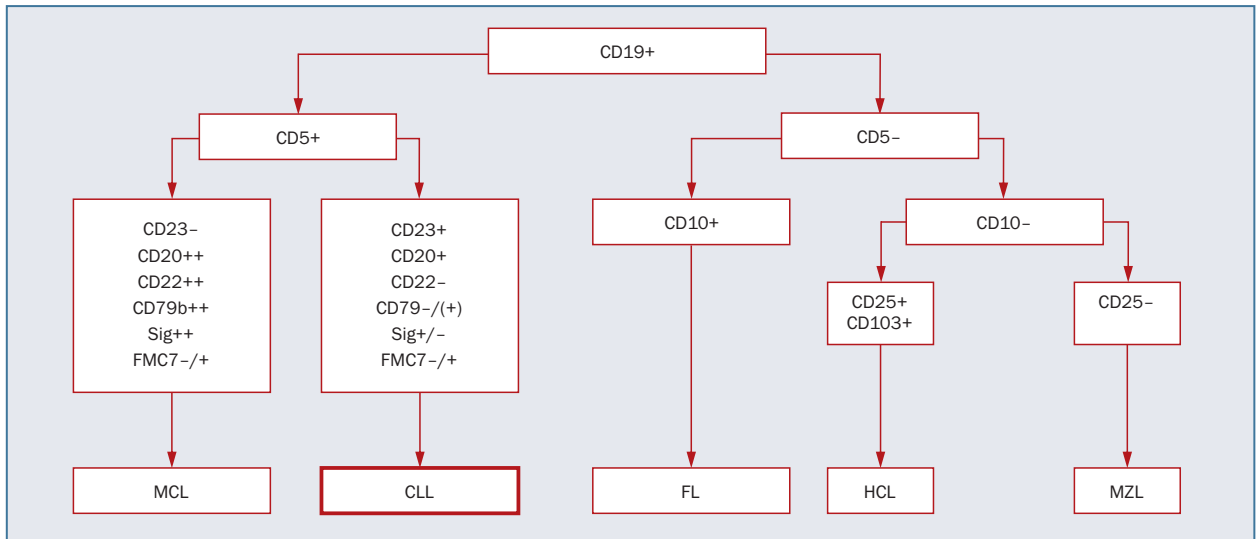 CD19+
CD5+
CD5–
CD23–
CD20++
CD22++
CD79b++
Sig++
FMC7–/+
CD23+
CD20+
CD22–
CD79–/(+)
Sig+/–
FMC7–/+
CD10+
CD10–
CD25+
CD103+
CD25–
MCL
CLL
FL
HCL
MZL